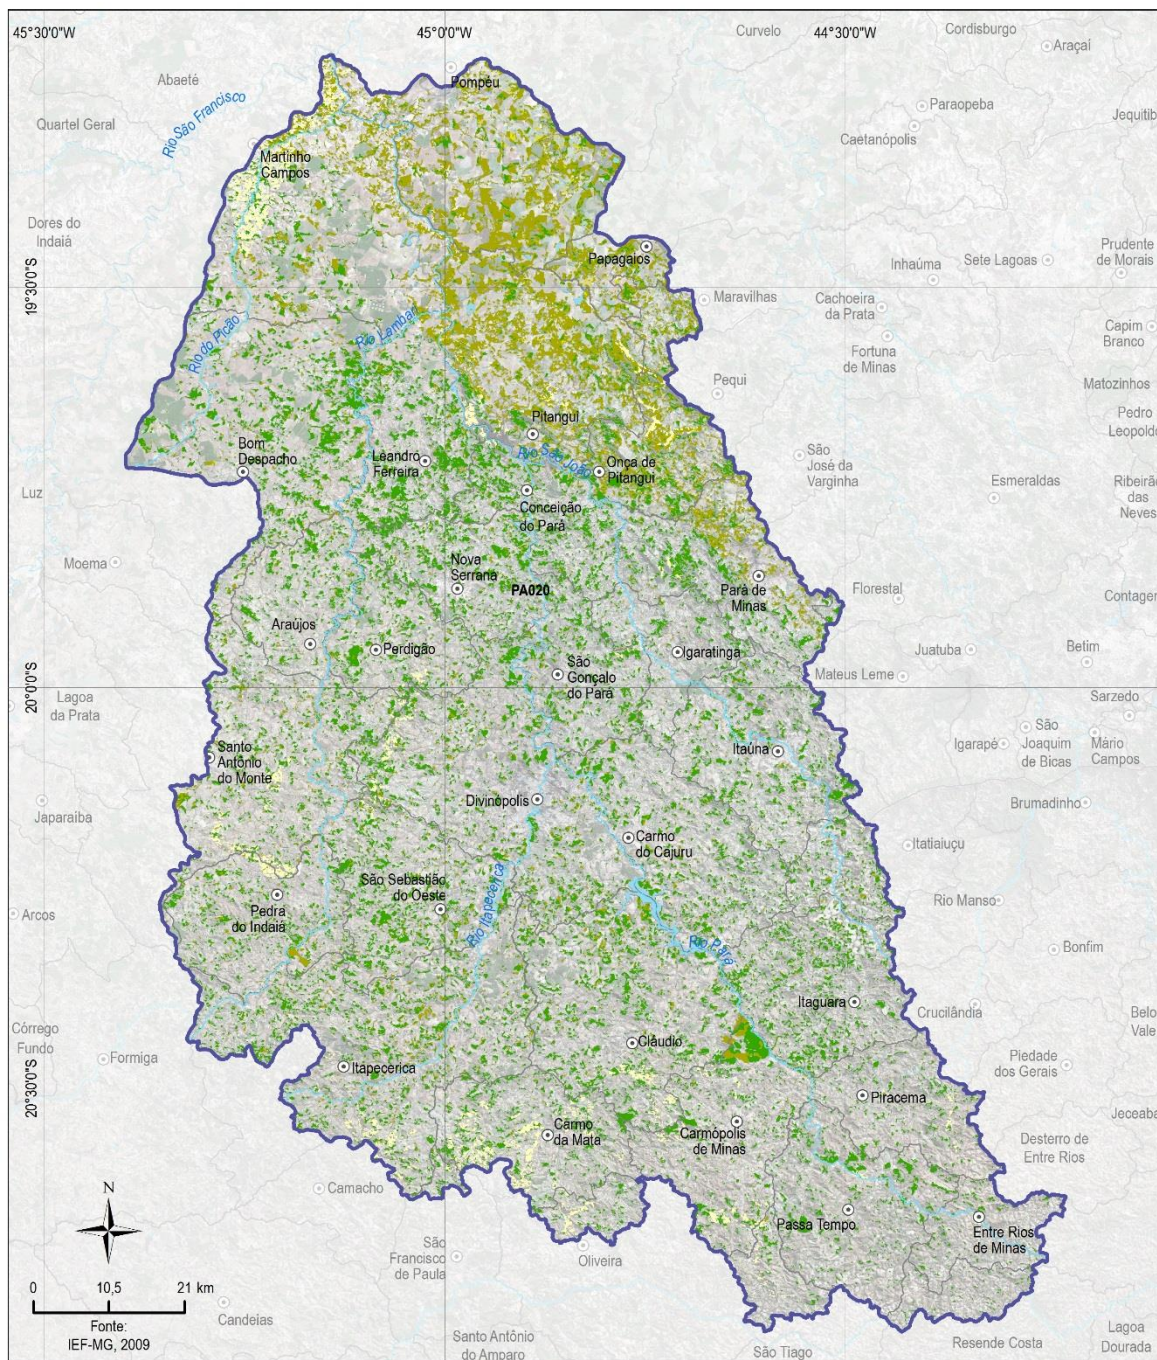 45°30'0"W
45°0'0"W
44°30'0"W
Curvelo
Cordisburgo
Araçaí
Abaeté
Pompéu
Paraopeba
Quartel Geral
Rio São Francisco
Caetanópolis
Jequitib
Martinho
Campos
Dores do
Indaiá
Papagaios
Inhaúma
Sete Lagoas
Prudente
de Morais
19°30'0"S
Maravilhas
Cachoeira
da Prata
Rio do Picão
Rio Lambari
Capim
Branco
Fortuna
de Minas
Pequi
Matozinhos
Pitangui
Pedro
Leopoldo
Bom
Despacho
Leandro
Ferreira
Rio São João
Onça de
Pitangui
São
José da
Varginha
Luz
Conceição
do Pará
Esmeraldas
Ribeirão
das
Neves
Moema
Nova
Serrana
PA020
Pará de
Minas
Florestal
Contagem
Araújos
Perdigão
Igaratinga
Juatuba
Betim
São
Gonçalo
do Pará
Mateus Leme
20°0'0"S
Lagoa
da Prata
Sarzedo
Santo
Antônio
do Monte
Itaúna
Igarapé
São
Joaquim
de Bicas
Mário
Campos
Divinópolis
Brumadinho
Japaraiba
Carmo
do Cajuru
Itatiaiuçu
São Sebastião
do Oeste
Rio Itapecerica
Arcos
Pedra
do Indaiá
Rio Manso
Rio Pará
Bonfim
Itaguara
Crucilândia
Belo
Vale
Córrego
Fundo
Formiga
Cláudio
Piedade
dos Gerais
Itapecerica
20°30'0"S
Piracema
Jeceaba
Carmo
da Mata
Carmópolis
de Minas
Desterro de
Entre Rios
Camacho
Passa Tempo
Entre Rios
de Minas
N
São
Francisco
de Paula
Oliveira
0 10,5 21 km
Fonte:
IEF-MG, 2009
Candeias
Santo Antônio
do Amparo
São Tiago
Resende Costa
Lagoa
Dourada